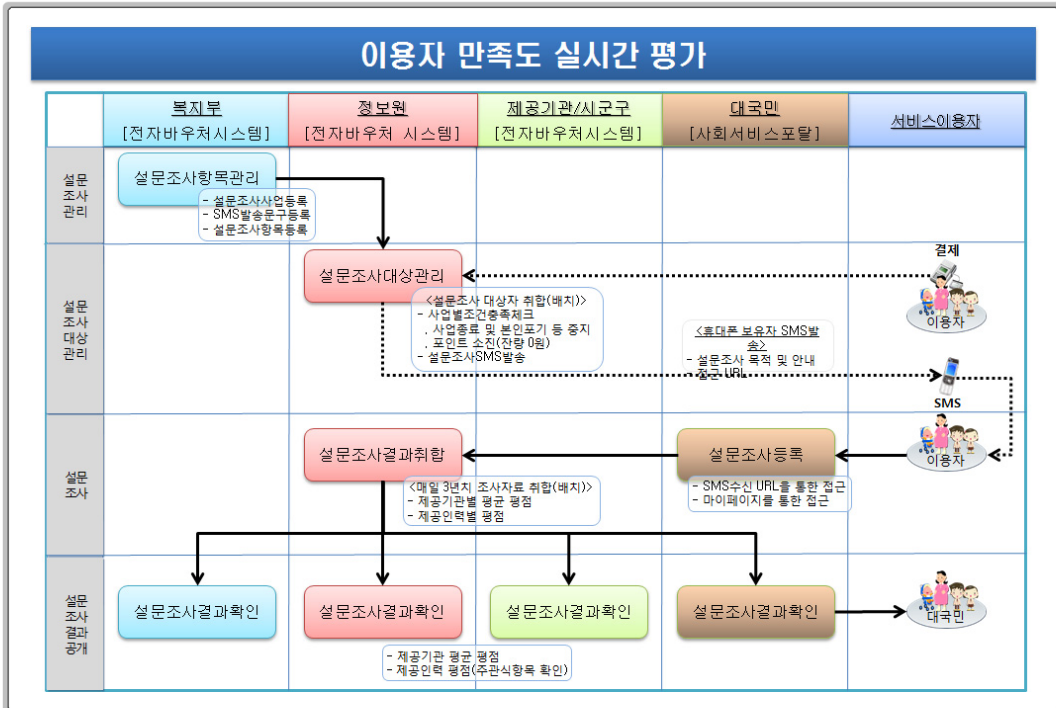 이용자 만족도 실시간 평가
복지부
[전자바우처시스템]
정보원
[전자바우처 시스템]
제공기관/시군구
[전자바우처시스템]
대국민
[사회서비스포탈]
서비스이용자
설문
조사
관리
설문조사항목관리
- 설문조사사업등록
- SMS발송문구등록
- 설문조사항목등록
설문
조사
대상
관리
설문조사대상관리
<설문조사 대상자 취합(배치)>
- 사업별조건충족체크
. 사업종료 및 본인포기 등 중지
. 포인트 소진(잔량 0원)
- 설문조사SMS발송
<휴대폰 보유자 SMS발
송>
- 설문조사 목적 및 안내
- 접근 URL
결제
이용자
SMS
설문
조사
설문조사결과취합
<매일 3년치 조사자료 취합(배치)>
- 제공기관별 평균 평점
- 제공인력별 평점
설문조사등록
- SMS수신 URL을 통한 접근
- 마이페이지를 통한 접근
이용자
설문
조사
결과
공개
설문조사결과확인
설문조사결과확인
설문조사결과확인
설문조사결과확인
대국민
- 제공기관 평균 평점
- 제공인력 평점(주관식항목 확인)